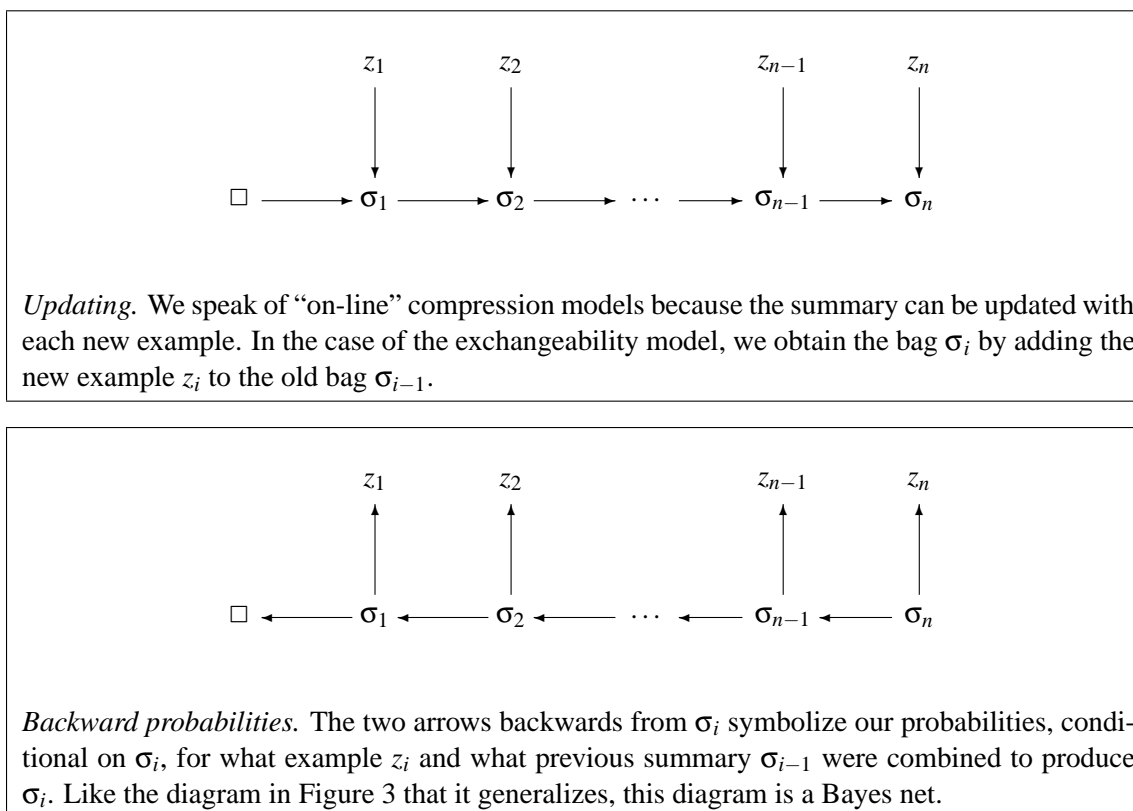 z₁ z₂ zₙ₋₁ zₙ
□ σ₁ σ₂ ··· σₙ₋₁ σₙ
Updating. We speak of “on-line” compression models because the summary can be updated with
each new example. In the case of the exchangeability model, we obtain the bag σᵢ by adding the
new example zᵢ to the old bag σᵢ₋₁.
z₁ z₂ zₙ₋₁ zₙ
□ σ₁ σ₂ ··· σₙ₋₁ σₙ
Backward probabilities. The two arrows backwards from σᵢ symbolize our probabilities, condi-
tional on σᵢ, for what example zᵢ and what previous summary σᵢ₋₁ were combined to produce
σᵢ. Like the diagram in Figure 3 that it generalizes, this diagram is a Bayes net.